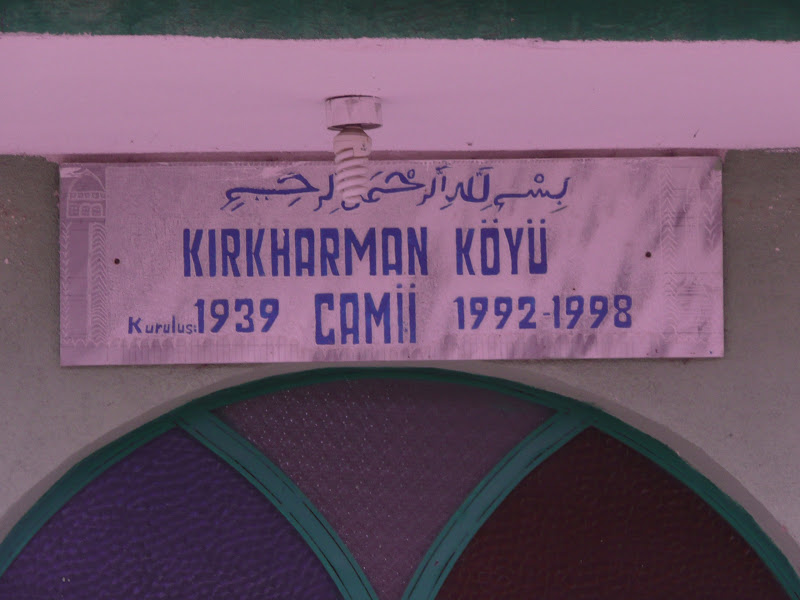 بسم الله الرحمن الرحيم
KIRKHARMAN KÖYÜ
Kuruluş: 1939 CAMİİ 1992-1998